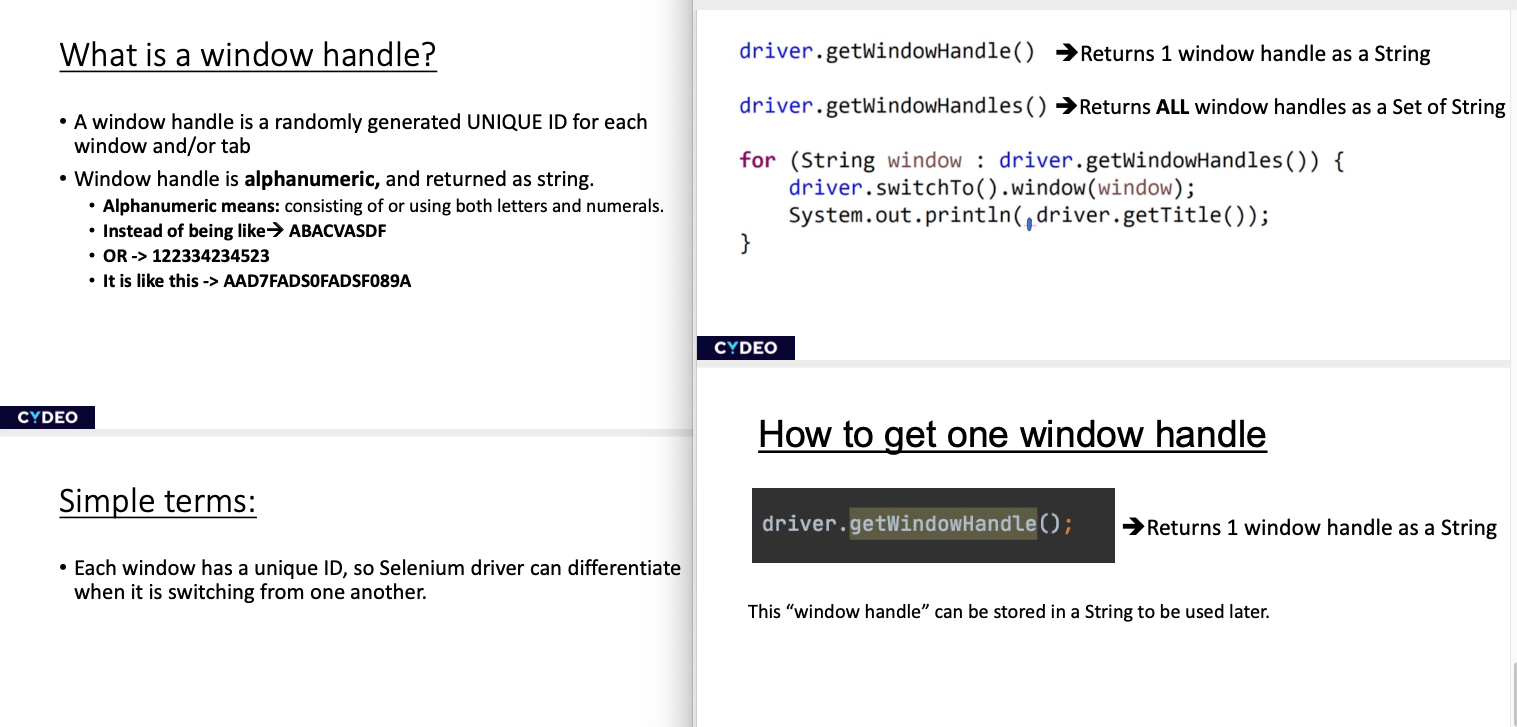 What is a window handle?
• A window handle is a randomly generated UNIQUE ID for each
window and/or tab
• Window handle is alphanumeric, and returned as string.
• Alphanumeric means: consisting of or using both letters and numerals.
• Instead of being like➔ ABACVASDF
• OR -> 122334234523
• It is like this -> AAD7FADS0FADSF089A
CYDEO
Simple terms:
• Each window has a unique ID, so Selenium driver can differentiate
when it is switching from one another.
driver.getWindowHandle() ➔Returns 1 window handle as a String
driver.getWindowHandles() ➔Returns ALL window handles as a Set of String
for (String window : driver.getWindowHandles()) {
driver.switchTo().window(window);
System.out.println( driver.getTitle());
}
CYDEO
How to get one window handle
driver.getWindowHandle(); ➔Returns 1 window handle as a String
This “window handle” can be stored in a String to be used later.